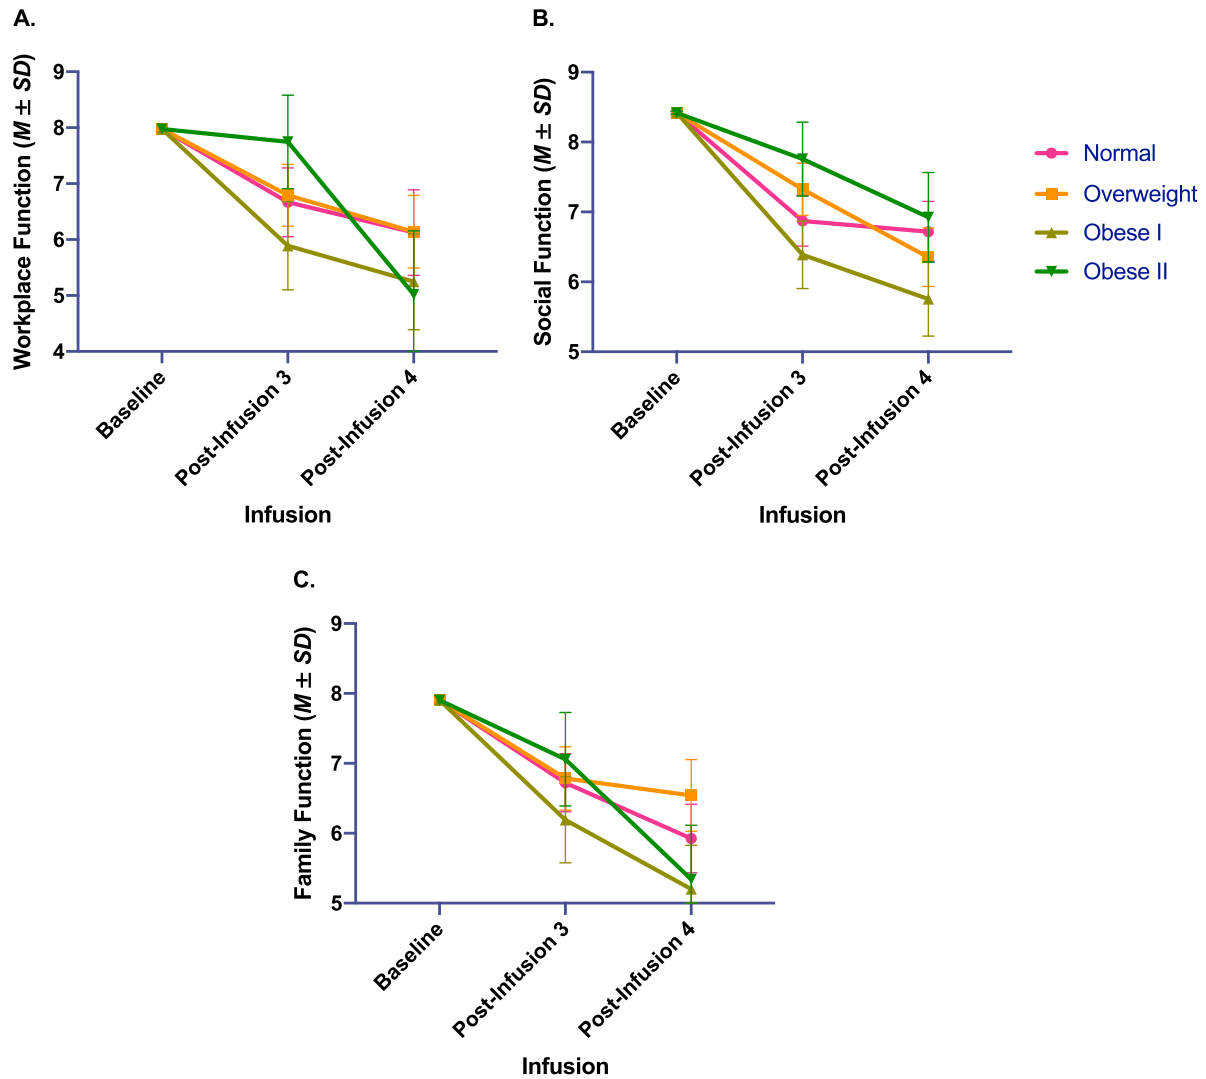 A.
Workplace Function (M ± SD)
9
8
7
6
5
4
Baseline
Post-Infusion 3
Post-Infusion 4
Infusion
B.
Social Function (M ± SD)
9
8
7
6
5
Baseline
Post-Infusion 3
Post-Infusion 4
Infusion
Normal
Overweight
Obese I
Obese II
C.
Family Function (M ± SD)
9
8
7
6
5
Baseline
Post-Infusion 3
Post-Infusion 4
Infusion